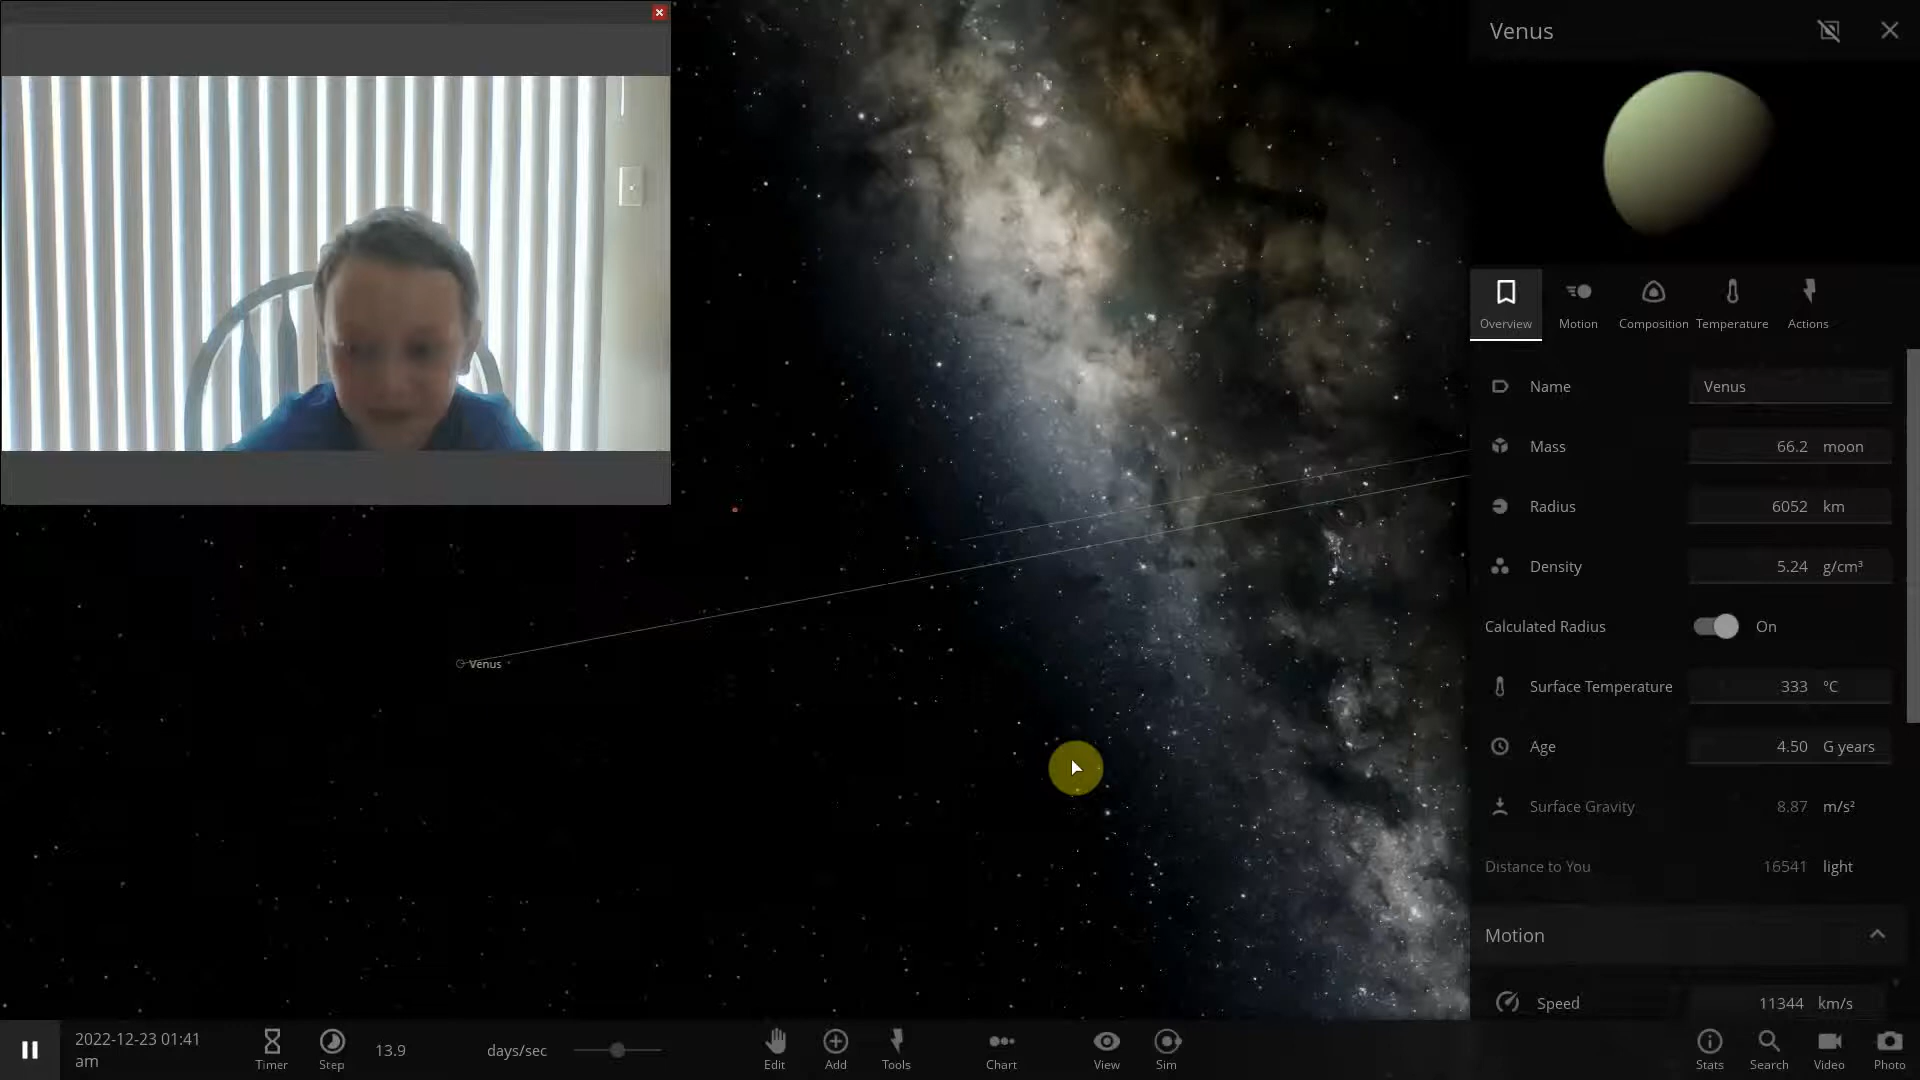 Venus
Overview
Motion
Composition
Temperature
Actions
Name
Venus
Mass
66.2 moon
Radius
6052 km
Density
5.24 g/cm³
Calculated Radius
On
Surface Temperature
333 °C
Age
4.50 G years
Surface Gravity
8.87 m/s²
Distance to You
16541 light
Motion
Speed
11344 km/s
Venus
2022-12-23 01:41
am
Timer
Step
13.9
days/sec
Edit
Add
Tools
Chart
View
Sim
Stats
Search
Video
Photo